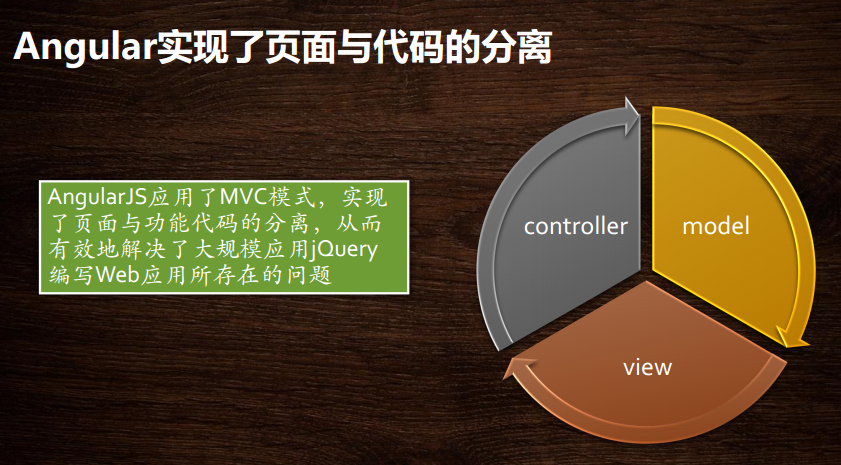 Angular实现了页面与代码的分离
AngularJS应用了MVC模式，实现
了页面与功能代码的分离，从而
有效地解决了大规模应用jQuery
编写Web应用所存在的问题
controller
model
view